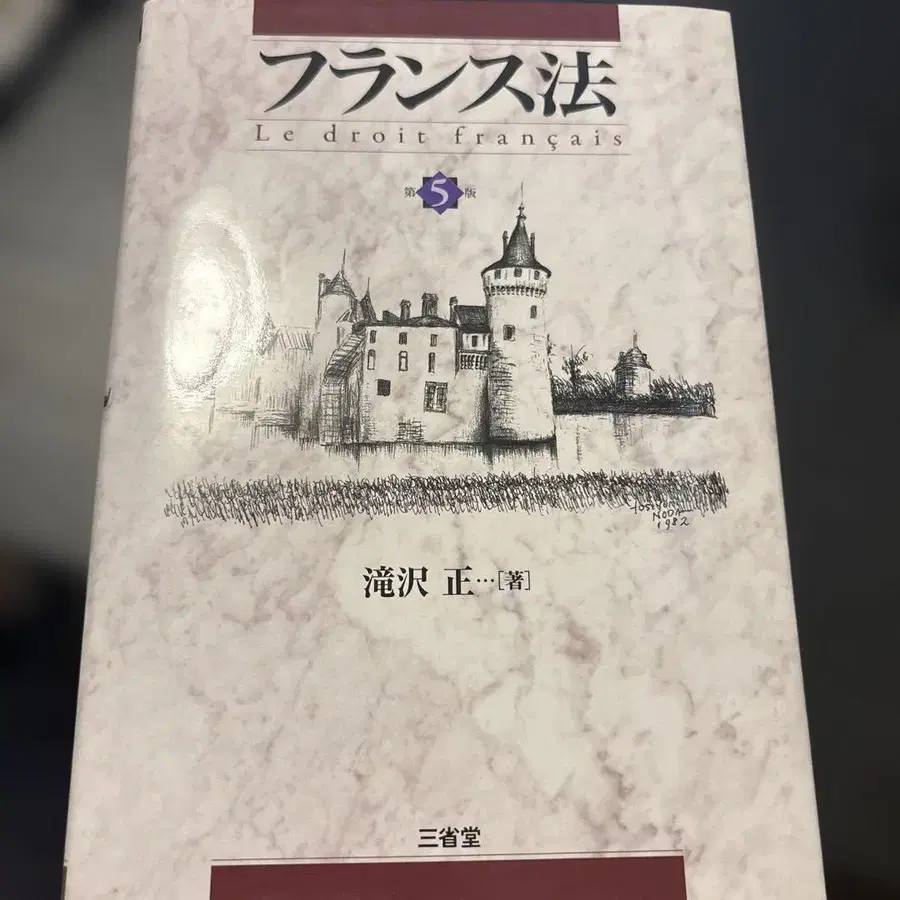 フランス法
Le droit français
第5版
NODA
1982
滝沢 正…[著]
三省堂